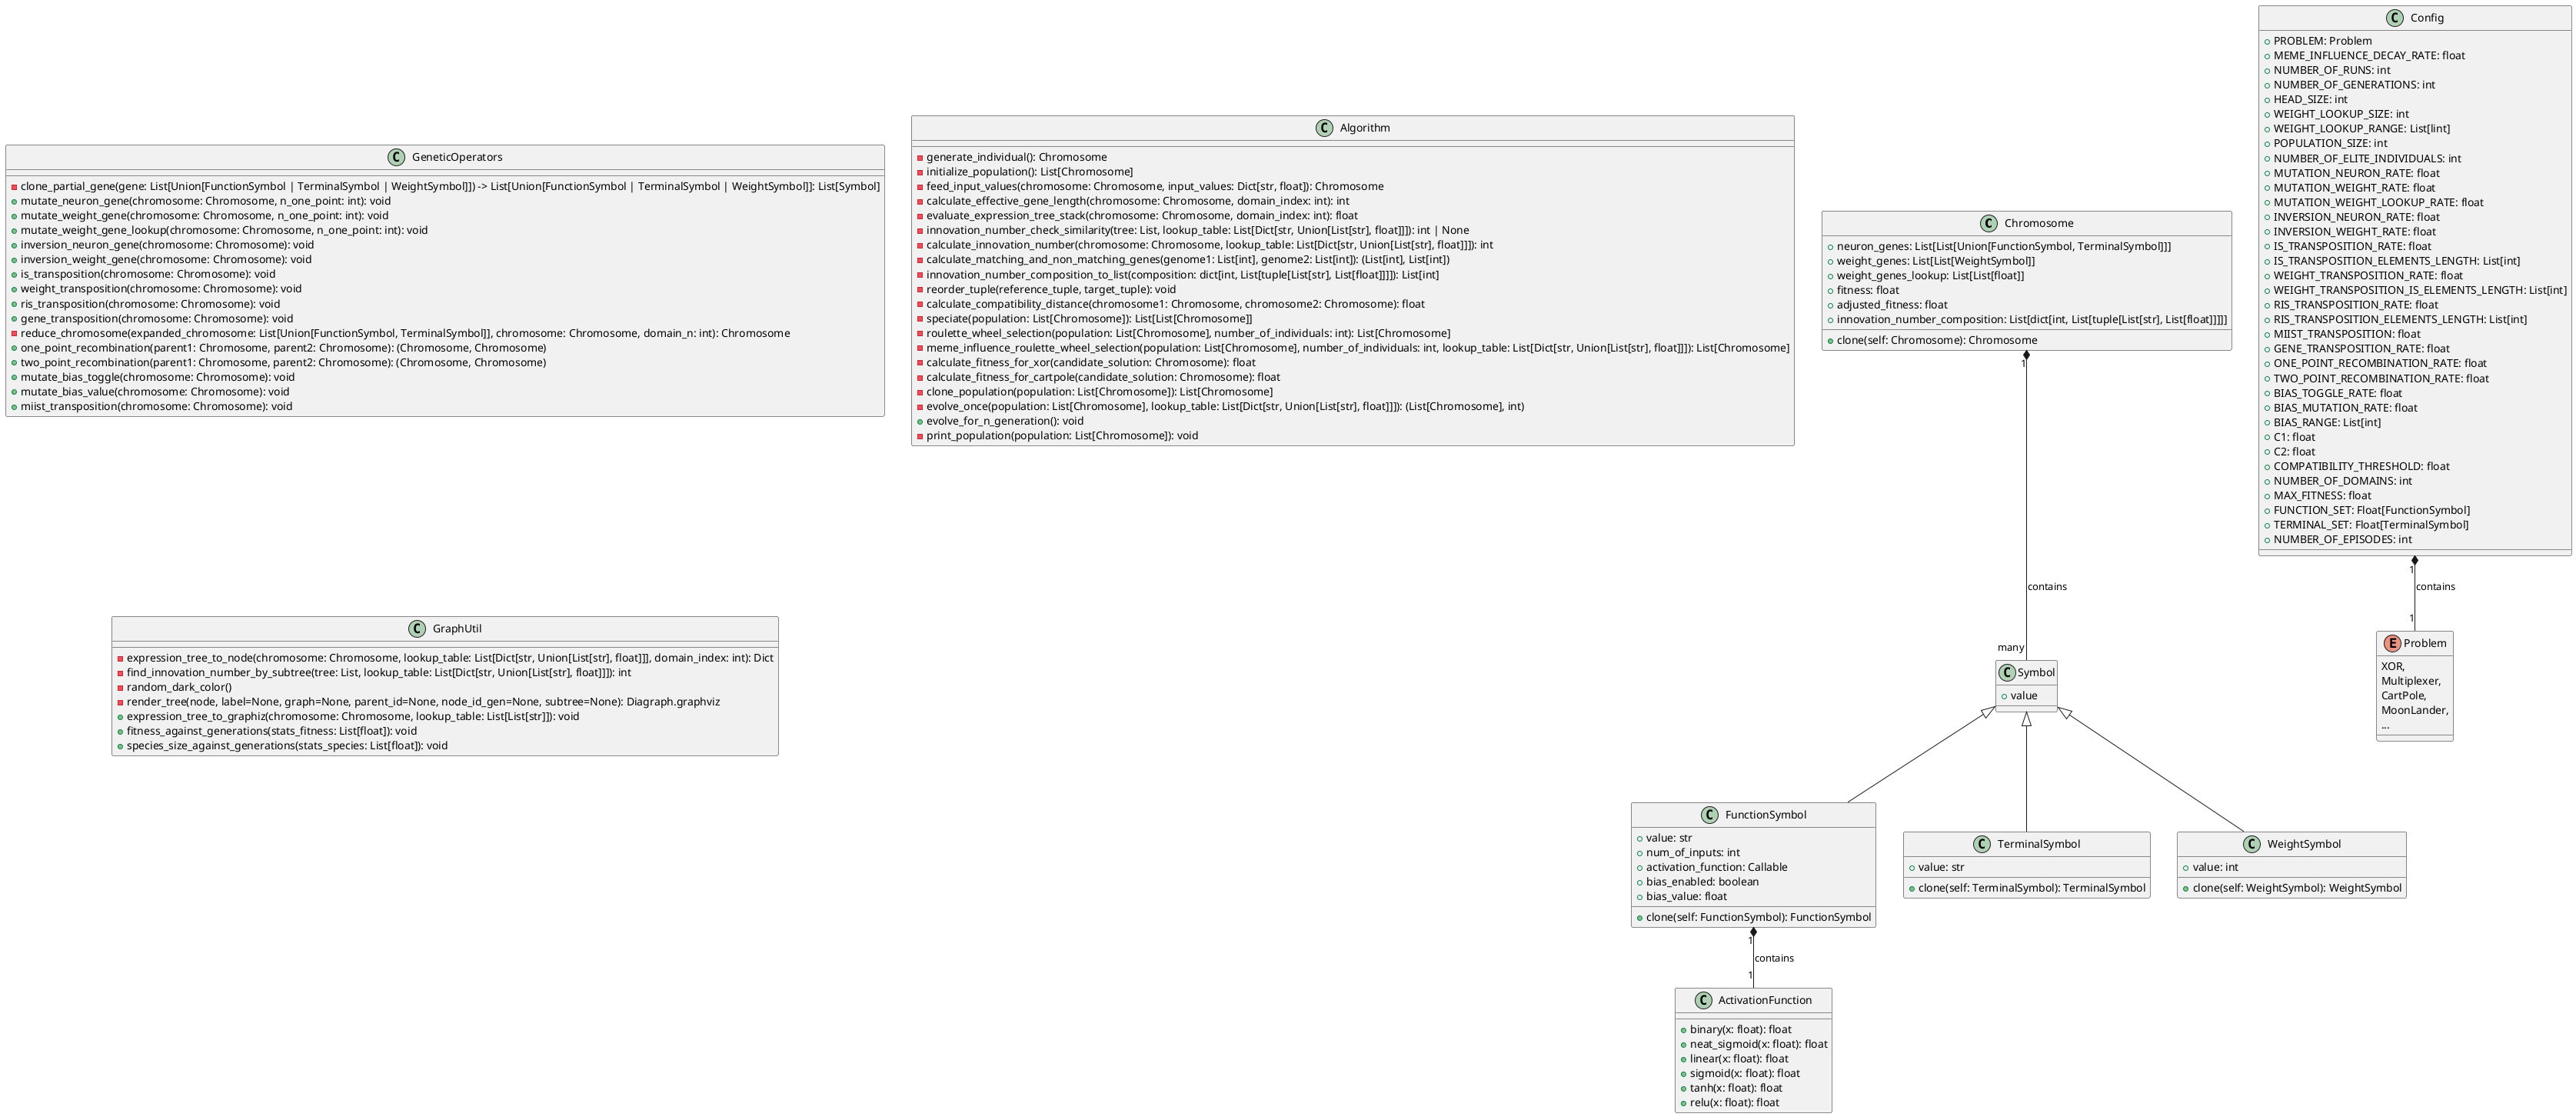 GeneticOperators
clone_partial_gene(gene: List[Union[FunctionSymbol | TerminalSymbol | WeightSymbol]]) -> List[Union[FunctionSymbol | TerminalSymbol | WeightSymbol]]: List[Symbol]
mutate_neuron_gene(chromosome: Chromosome, n_one_point: int): void
mutate_weight_gene(chromosome: Chromosome, n_one_point: int): void
mutate_weight_gene_lookup(chromosome: Chromosome, n_one_point: int): void
inversion_neuron_gene(chromosome: Chromosome): void
inversion_weight_gene(chromosome: Chromosome): void
is_transposition(chromosome: Chromosome): void
weight_transposition(chromosome: Chromosome): void
ris_transposition(chromosome: Chromosome): void
gene_transposition(chromosome: Chromosome): void
reduce_chromosome(expanded_chromosome: List[Union[FunctionSymbol, TerminalSymbol]], chromosome: Chromosome, domain_n: int): Chromosome
one_point_recombination(parent1: Chromosome, parent2: Chromosome): (Chromosome, Chromosome)
two_point_recombination(parent1: Chromosome, parent2: Chromosome): (Chromosome, Chromosome)
mutate_bias_toggle(chromosome: Chromosome): void
mutate_bias_value(chromosome: Chromosome): void
miist_transposition(chromosome: Chromosome): void
Algorithm
generate_individual(): Chromosome
initialize_population(): List[Chromosome]
feed_input_values(chromosome: Chromosome, input_values: Dict[str, float]): Chromosome
calculate_effective_gene_length(chromosome: Chromosome, domain_index: int): int
evaluate_expression_tree_stack(chromosome: Chromosome, domain_index: int): float
innovation_number_check_similarity(tree: List, lookup_table: List[Dict[str, Union[List[str], float]]]): int | None
calculate_innovation_number(chromosome: Chromosome, lookup_table: List[Dict[str, Union[List[str], float]]]): int
calculate_matching_and_non_matching_genes(genome1: List[int], genome2: List[int]): (List[int], List[int])
innovation_number_composition_to_list(composition: dict[int, List[tuple[List[str], List[float]]]]): List[int]
reorder_tuple(reference_tuple, target_tuple): void
calculate_compatibility_distance(chromosome1: Chromosome, chromosome2: Chromosome): float
speciate(population: List[Chromosome]): List[List[Chromosome]]
roulette_wheel_selection(population: List[Chromosome], number_of_individuals: int): List[Chromosome]
meme_influence_roulette_wheel_selection(population: List[Chromosome], number_of_individuals: int, lookup_table: List[Dict[str, Union[List[str], float]]]): List[Chromosome]
calculate_fitness_for_xor(candidate_solution: Chromosome): float
calculate_fitness_for_cartpole(candidate_solution: Chromosome): float
clone_population(population: List[Chromosome]): List[Chromosome]
evolve_once(population: List[Chromosome], lookup_table: List[Dict[str, Union[List[str], float]]]): (List[Chromosome], int)
evolve_for_n_generation(): void
print_population(population: List[Chromosome]): void
Chromosome
neuron_genes: List[List[Union[FunctionSymbol, TerminalSymbol]]]
weight_genes: List[List[WeightSymbol]]
weight_genes_lookup: List[List[float]]
fitness: float
adjusted_fitness: float
innovation_number_composition: List[dict[int, List[tuple[List[str], List[float]]]]]
clone(self: Chromosome): Chromosome
Config
PROBLEM: Problem
MEME_INFLUENCE_DECAY_RATE: float
NUMBER_OF_RUNS: int
NUMBER_OF_GENERATIONS: int
HEAD_SIZE: int
WEIGHT_LOOKUP_SIZE: int
WEIGHT_LOOKUP_RANGE: List[lint]
POPULATION_SIZE: int
NUMBER_OF_ELITE_INDIVIDUALS: int
MUTATION_NEURON_RATE: float
MUTATION_WEIGHT_RATE: float
MUTATION_WEIGHT_LOOKUP_RATE: float
INVERSION_NEURON_RATE: float
INVERSION_WEIGHT_RATE: float
IS_TRANSPOSITION_RATE: float
IS_TRANSPOSITION_ELEMENTS_LENGTH: List[int]
WEIGHT_TRANSPOSITION_RATE: float
WEIGHT_TRANSPOSITION_IS_ELEMENTS_LENGTH: List[int]
RIS_TRANSPOSITION_RATE: float
RIS_TRANSPOSITION_ELEMENTS_LENGTH: List[int]
MIIST_TRANSPOSITION: float
GENE_TRANSPOSITION_RATE: float
ONE_POINT_RECOMBINATION_RATE: float
TWO_POINT_RECOMBINATION_RATE: float
BIAS_TOGGLE_RATE: float
BIAS_MUTATION_RATE: float
BIAS_RANGE: List[int]
C1: float
C2: float
COMPATIBILITY_THRESHOLD: float
NUMBER_OF_DOMAINS: int
MAX_FITNESS: float
FUNCTION_SET: Float[FunctionSymbol]
TERMINAL_SET: Float[TerminalSymbol]
NUMBER_OF_EPISODES: int
1
contains
many
1
contains
1
GraphUtil
expression_tree_to_node(chromosome: Chromosome, lookup_table: List[Dict[str, Union[List[str], float]]], domain_index: int): Dict
find_innovation_number_by_subtree(tree: List, lookup_table: List[Dict[str, Union[List[str], float]]]): int
random_dark_color()
render_tree(node, label=None, graph=None, parent_id=None, node_id_gen=None, subtree=None): Diagraph.graphviz
expression_tree_to_graphiz(chromosome: Chromosome, lookup_table: List[List[str]]): void
fitness_against_generations(stats_fitness: List[float]): void
species_size_against_generations(stats_species: List[float]): void
Symbol
value
Problem
XOR,
Multiplexer,
CartPole,
MoonLander,
...
FunctionSymbol
value: str
num_of_inputs: int
activation_function: Callable
bias_enabled: boolean
bias_value: float
clone(self: FunctionSymbol): FunctionSymbol
TerminalSymbol
value: str
clone(self: TerminalSymbol): TerminalSymbol
WeightSymbol
value: int
clone(self: WeightSymbol): WeightSymbol
1
contains
1
ActivationFunction
binary(x: float): float
neat_sigmoid(x: float): float
linear(x: float): float
sigmoid(x: float): float
tanh(x: float): float
relu(x: float): float